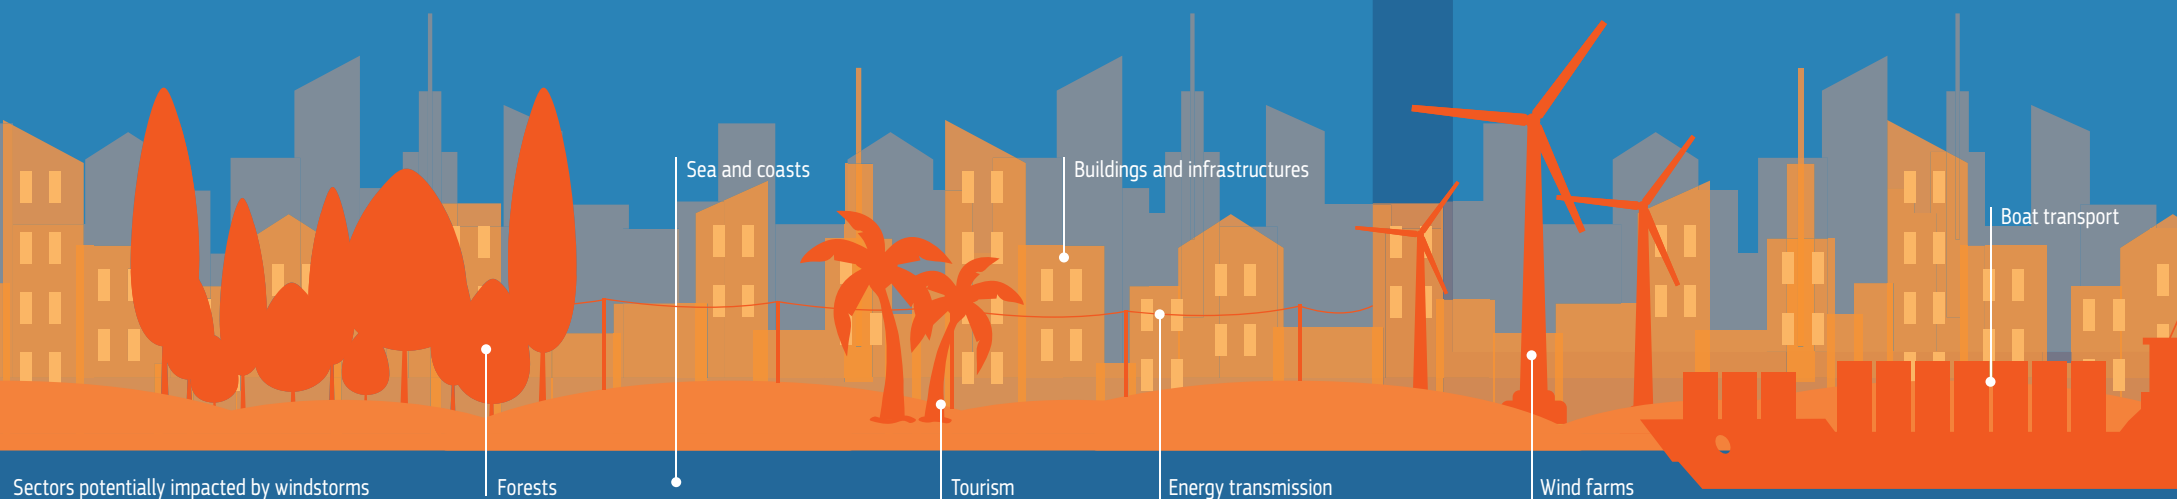 Sea and coasts
Buildings and infrastructures
Boat transport
Sectors potentially impacted by windstorms
Forests
Tourism
Energy transmission
Wind farms